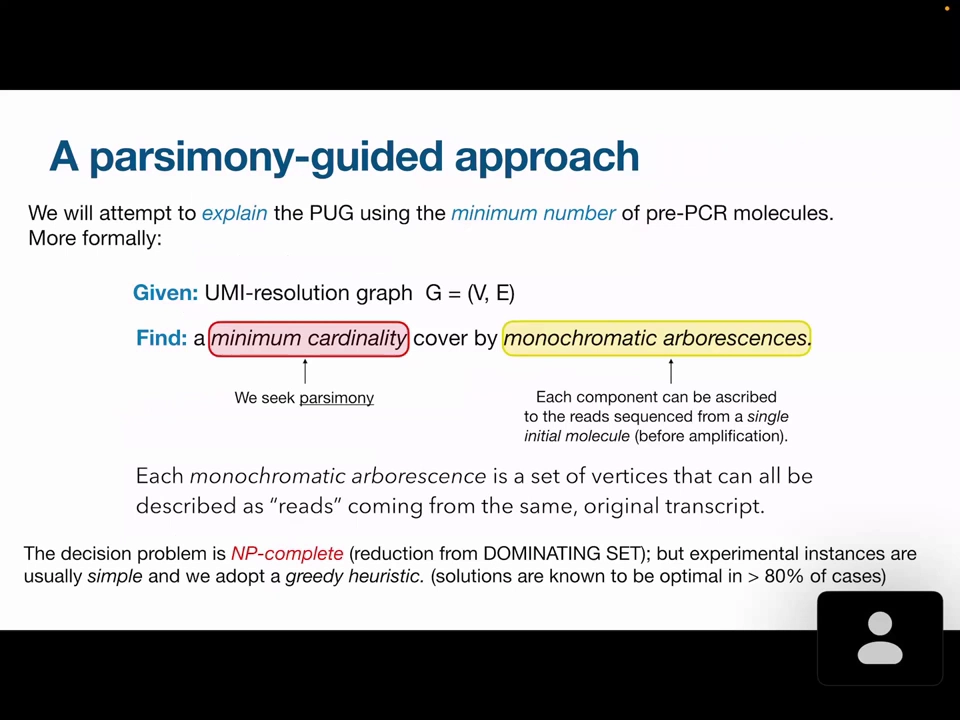 A parsimony-guided approach
We will attempt to explain the PUG using the minimum number of pre-PCR molecules.
More formally:
Given: UMI-resolution graph G = (V, E)
Find: a minimum cardinality cover by monochromatic arborescences.
We seek parsimony
Each component can be ascribed
to the reads sequenced from a single
initial molecule (before amplification).
Each monochromatic arborescence is a set of vertices that can all be
described as “reads” coming from the same, original transcript.
The decision problem is NP-complete (reduction from DOMINATING SET); but experimental instances are
usually simple and we adopt a greedy heuristic. (solutions are known to be optimal in > 80% of cases)